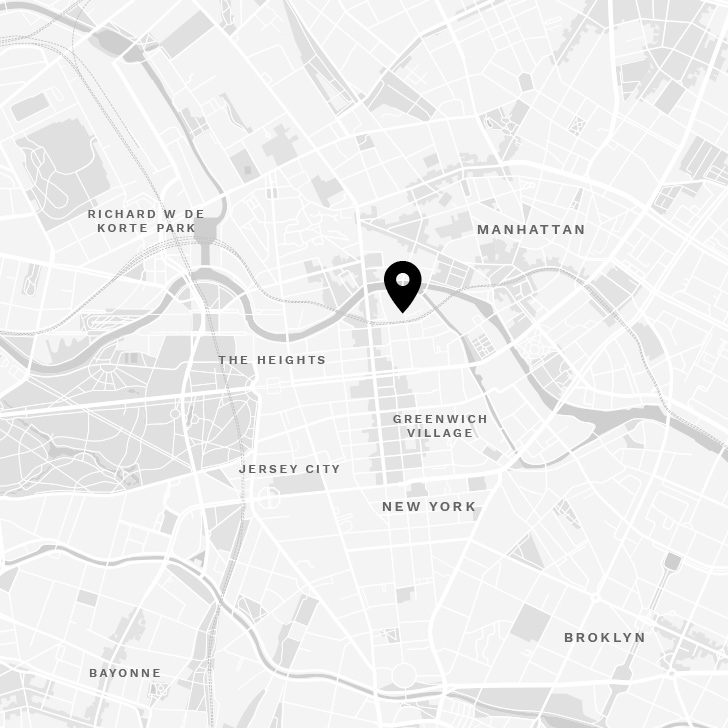 RICHARD W DE
KORTE PARK
MANHATTAN
THE HEIGHTS
GREENWICH
VILLAGE
JERSEY CITY
NEW YORK
BROKLYN
BAYONNE